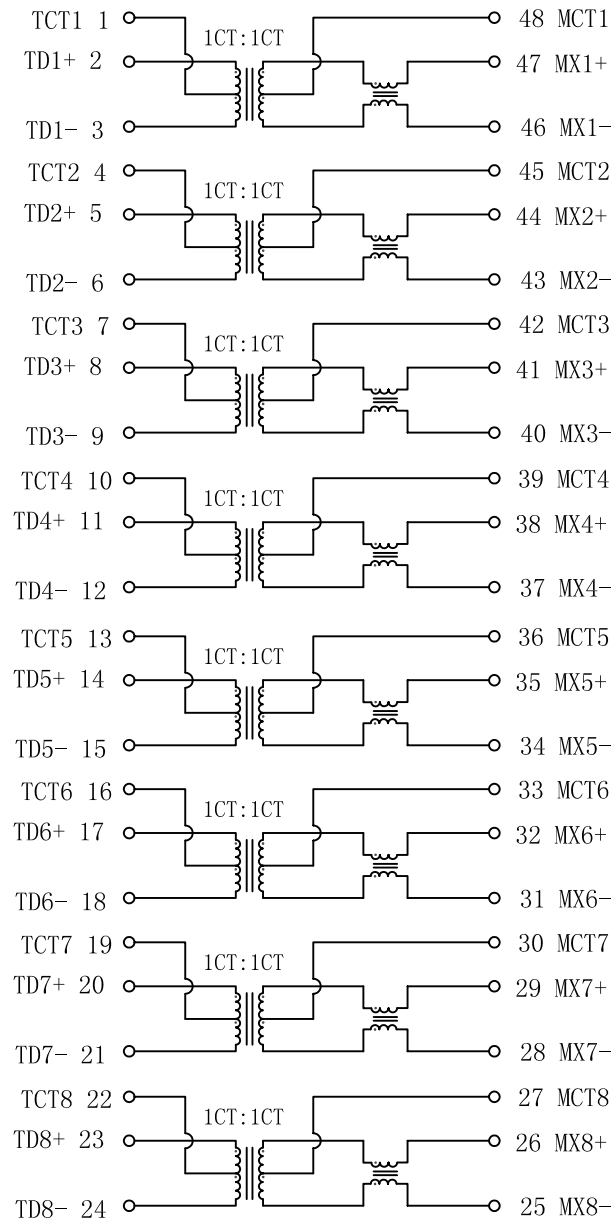 TCT1 1 48 MCT1
1CT:1CT
TD1+ 2 47 MX1+
TD1- 3 46 MX1-
TCT2 4 45 MCT2
1CT:1CT
TD2+ 5 44 MX2+
TD2- 6 43 MX2-
TCT3 7 42 MCT3
1CT:1CT
TD3+ 8 41 MX3+
TD3- 9 40 MX3-
TCT4 10 39 MCT4
1CT:1CT
TD4+ 11 38 MX4+
TD4- 12 37 MX4-
TCT5 13 36 MCT5
1CT:1CT
TD5+ 14 35 MX5+
TD5- 15 34 MX5-
TCT6 16 33 MCT6
1CT:1CT
TD6+ 17 32 MX6+
TD6- 18 31 MX6-
TCT7 19 30 MCT7
1CT:1CT
TD7+ 20 29 MX7+
TD7- 21 28 MX7-
TCT8 22 27 MCT8
1CT:1CT
TD8+ 23 26 MX8+
TD8- 24 25 MX8-